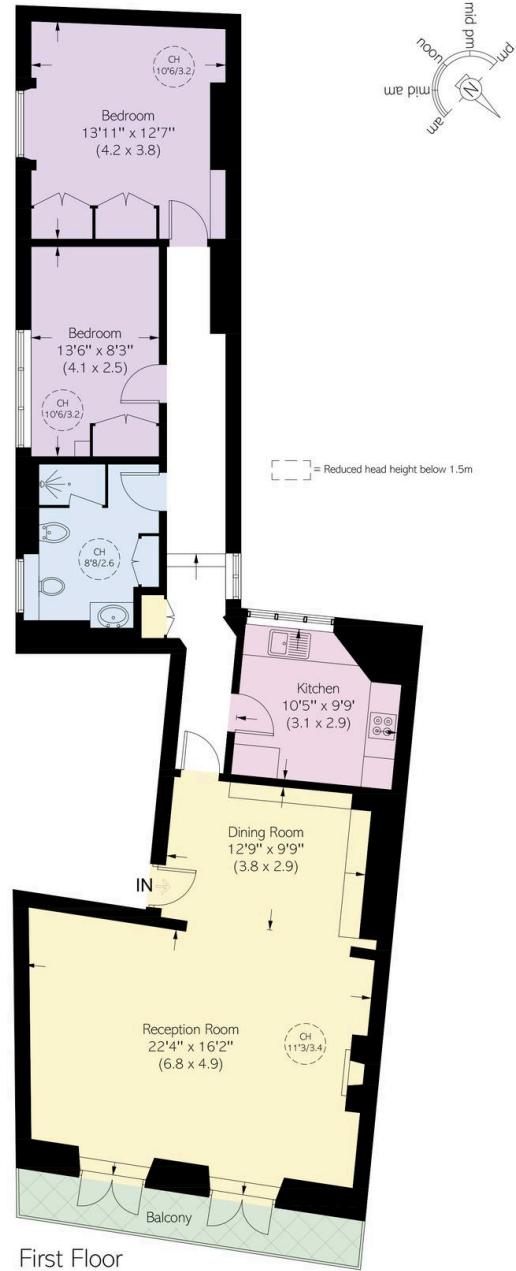 mid pm
pm
noon
mid am
am
N
CH
10'6/3.2
Bedroom
13'11" x 12'7"
(4.2 x 3.8)
Bedroom
13'6" x 8'3"
(4.1 x 2.5)
CH
10'6/3.2
= Reduced head height below 1.5m
CH
8'8/2.6
Kitchen
10'5" x 9'9'
(3.1 x 2.9)
Dining Room
12'9" x 9'9"
(3.8 x 2.9)
IN
Reception Room
22'4" x 16'2"
(6.8 x 4.9)
CH
11'3/3.4
Balcony
First Floor